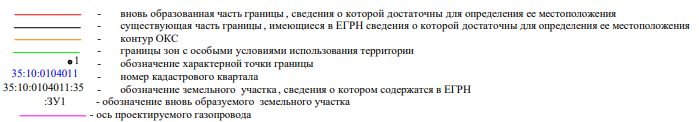 - вновь образованная часть границы, сведения о которой достаточны для определения ее местоположения
- существующая часть границы, имеющиеся в ЕГРН сведения о которой достаточны для определения ее местоположения
- контур ОКС
- границы зон с особыми условиями использования территории
1 - обозначение характерной точки границы
35:10:0104011 - номер кадастрового квартала
35:10:0104011:35 - обозначение земельного участка, сведения о котором содержатся в ЕГРН
:ЗУ1 - обозначение вновь образуемого земельного участка
- ось проектируемого газопровода